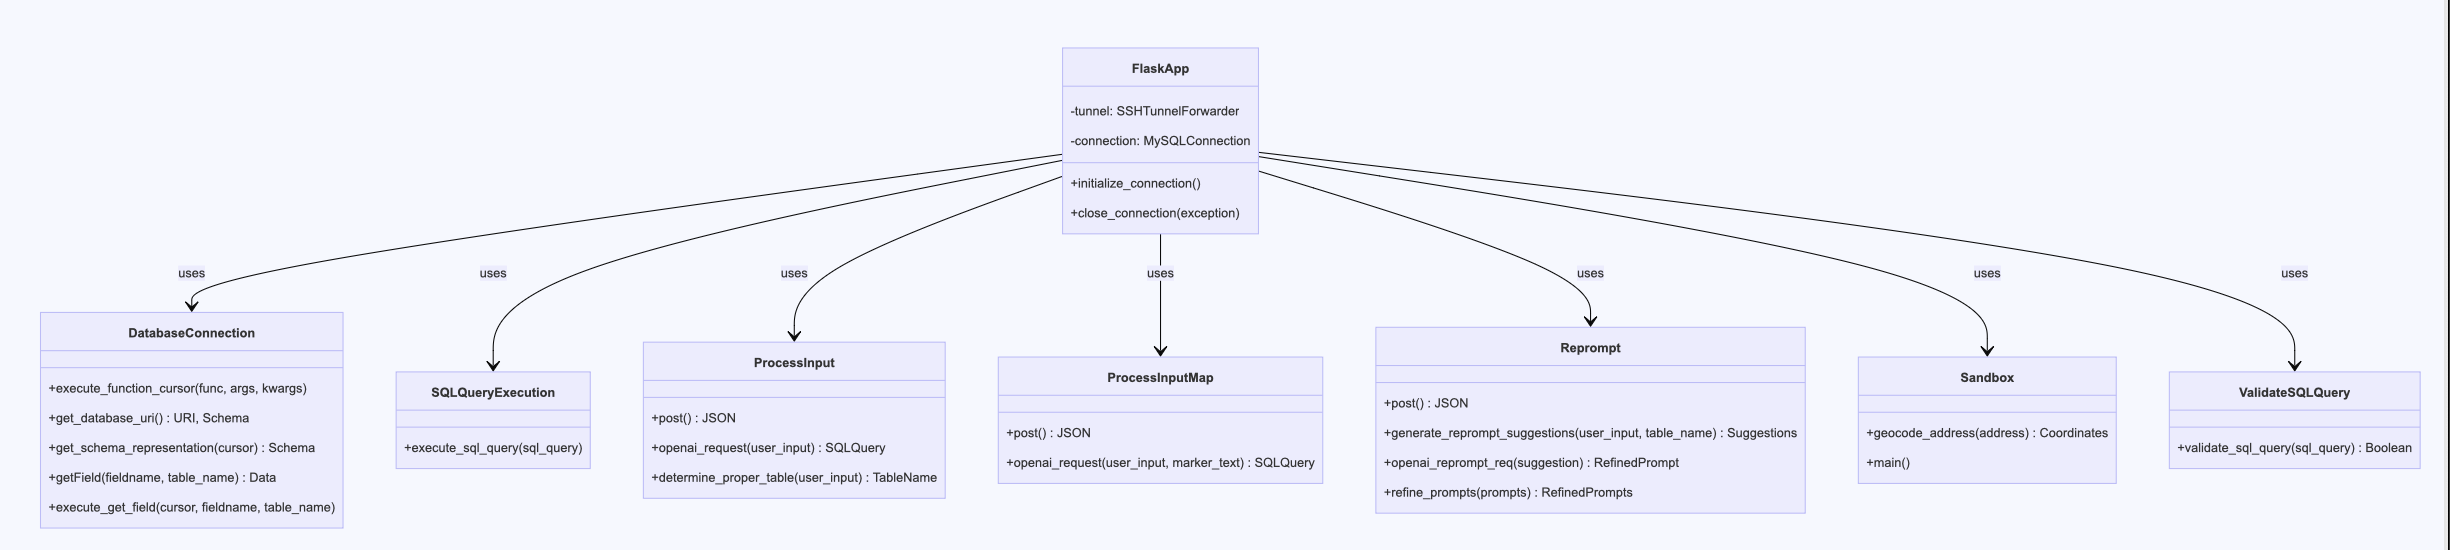 FlaskApp
-tunnel: SSHTunnelForwarder
-connection: MySQLConnection
+initialize_connection()
+close_connection(exception)
uses
uses
uses
uses
uses
uses
uses
DatabaseConnection
+execute_function_cursor(func, args, kwargs)
+get_database_uri() : URI, Schema
+get_schema_representation(cursor) : Schema
+getField(fieldname, table_name) : Data
+execute_get_field(cursor, fieldname, table_name)
SQLQueryExecution
+execute_sql_query(sql_query)
ProcessInput
+post() : JSON
+openai_request(user_input) : SQLQuery
+determine_proper_table(user_input) : TableName
ProcessInputMap
+post() : JSON
+openai_request(user_input, marker_text) : SQLQuery
Reprompt
+post() : JSON
+generate_reprompt_suggestions(user_input, table_name) : Suggestions
+openai_reprompt_req(suggestion) : RefinedPrompt
+refine_prompts(prompts) : RefinedPrompts
Sandbox
+geocode_address(address) : Coordinates
+main()
ValidateSQLQuery
+validate_sql_query(sql_query) : Boolean